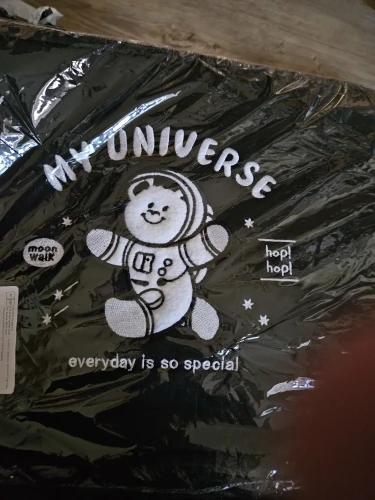 MY UNIVERSE
moon
walk
hop!
hop!
everyday is so special